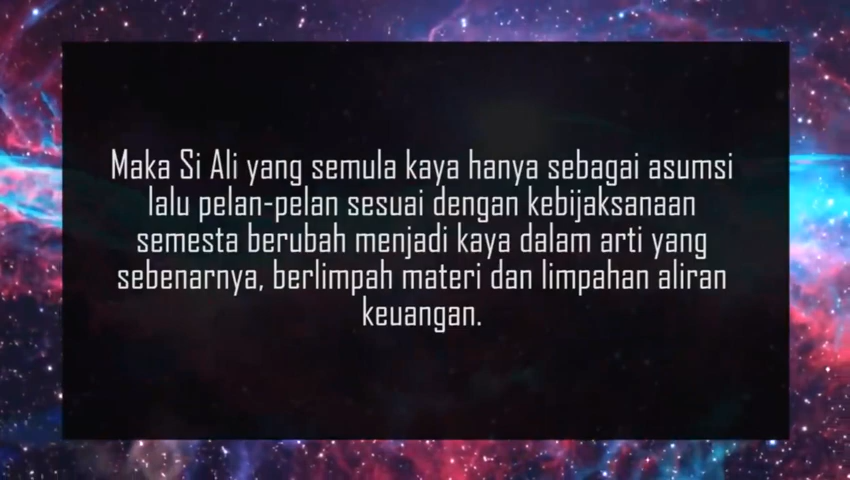 Maka Si Ali yang semula kaya hanya sebagai asumsi
lalu pelan-pelan sesuai dengan kebijaksanaan
semesta berubah menjadi kaya dalam arti yang
sebenarnya, berlimpah materi dan limpahan aliran
keuangan.